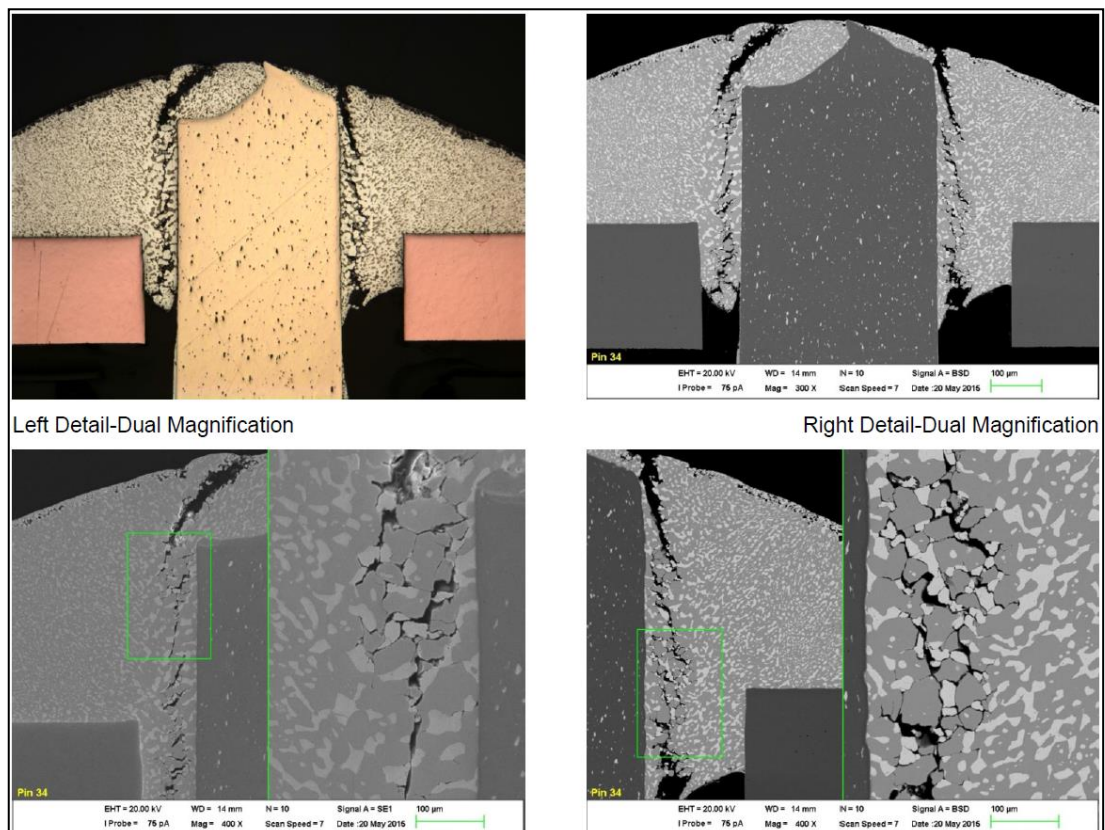 Pin 34
EHT = 20.00 kV WD = 14 mm N = 10 Signal A = BSD 100 µm
I Probe = 75 pA Mag = 300 X Scan Speed = 7 Date :20 May 2015
Left Detail-Dual Magnification
Right Detail-Dual Magnification
Pin 34
EHT = 20.00 kV WD = 14 mm N = 10 Signal A = SE1 100 µm
I Probe = 75 pA Mag = 400 X Scan Speed = 7 Date :20 May 2015
Pin 34
EHT = 20.00 kV WD = 14 mm N = 10 Signal A = BSD 100 µm
I Probe = 75 pA Mag = 400 X Scan Speed = 7 Date :20 May 2015